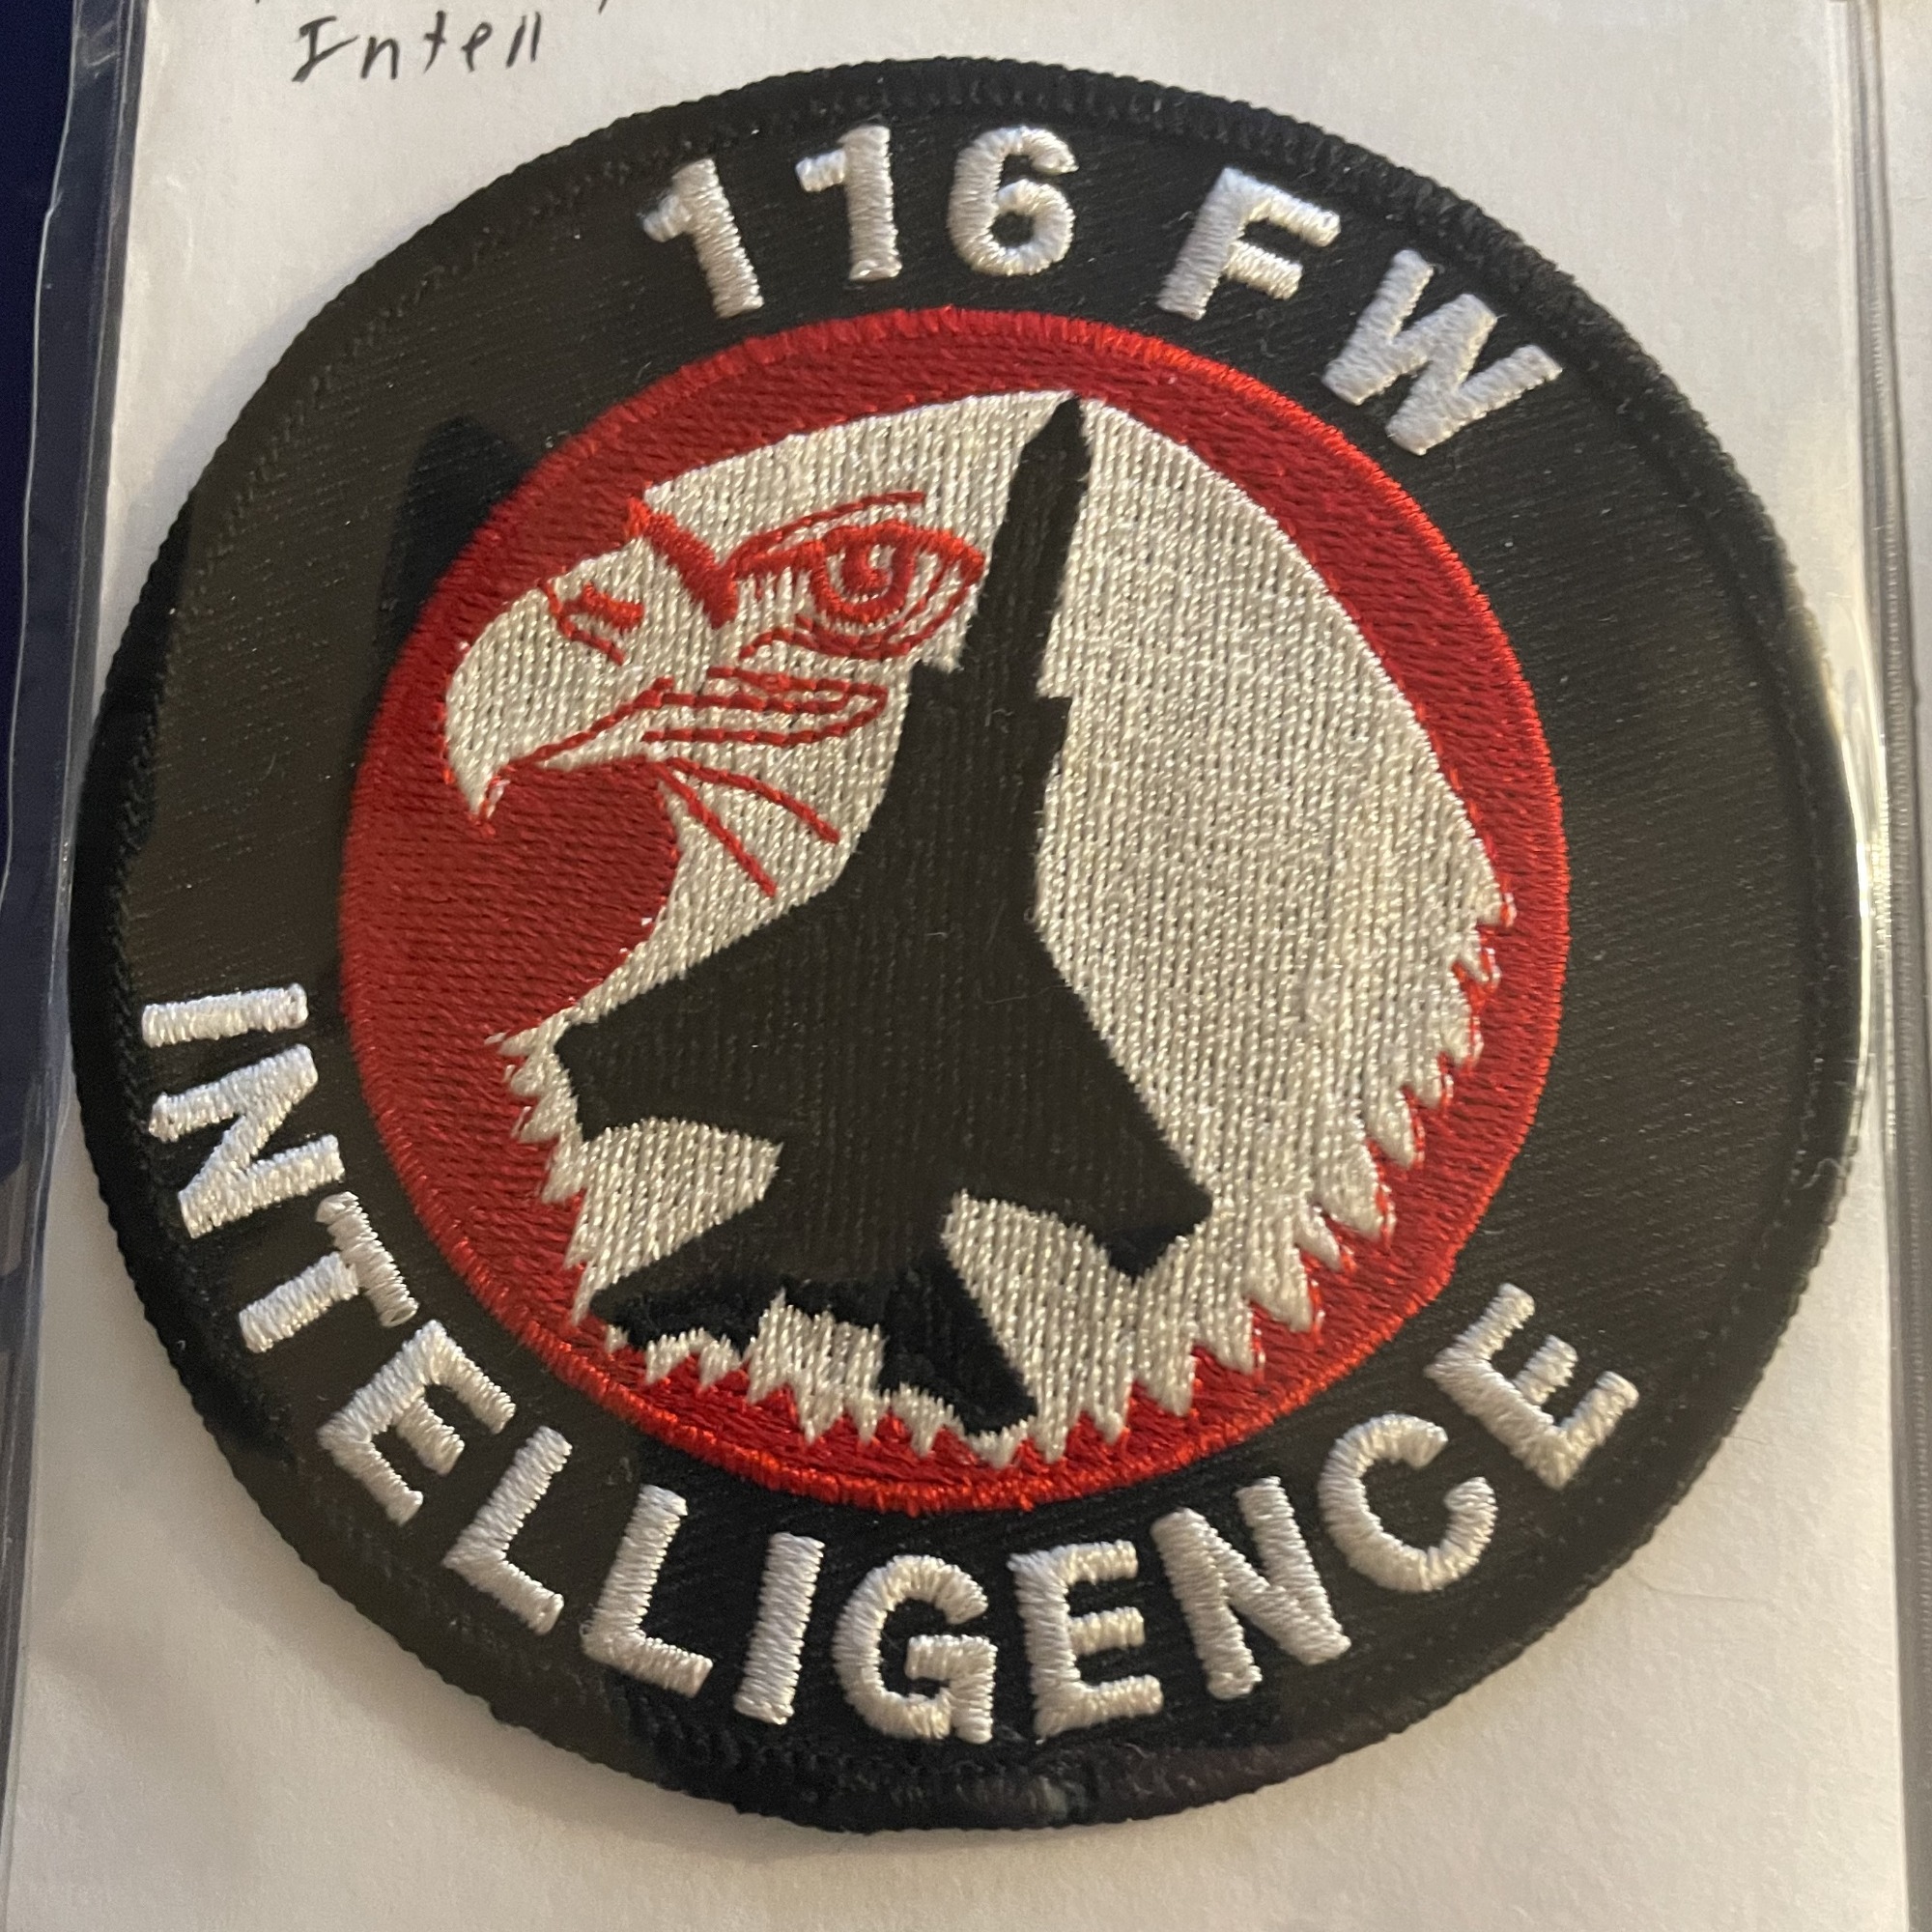 Intell
116 FW
INTELLIGENCE